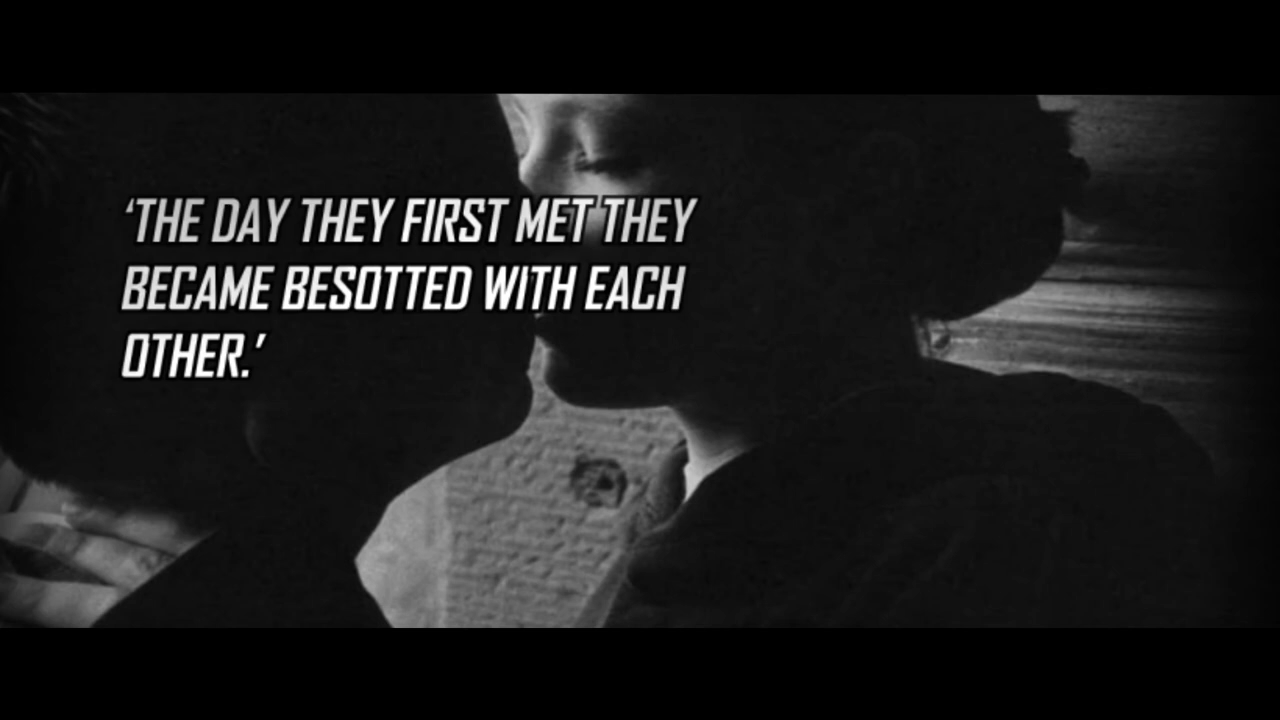 ‘THE DAY THEY FIRST MET THEY
BECAME BESOTTED WITH EACH
OTHER.’